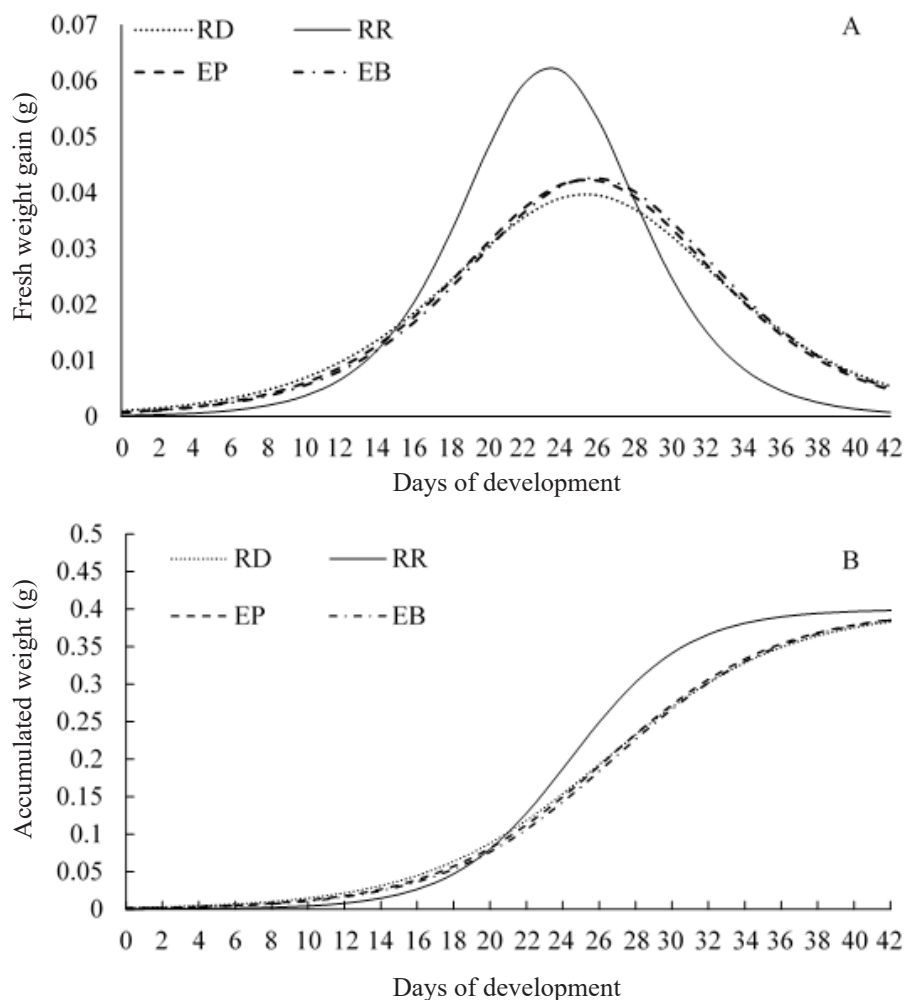 0.07
0.06
0.05
0.04
0.03
0.02
0.01
0
Fresh weight gain (g)
RD RR
EP EB
A
0 2 4 6 8 10 12 14 16 18 20 22 24 26 28 30 32 34 36 38 40 42
Days of development
0.5
0.45
0.4
0.35
0.3
0.25
0.2
0.15
0.1
0.05
0
Accumulated weight (g)
RD RR
EP EB
B
0 2 4 6 8 10 12 14 16 18 20 22 24 26 28 30 32 34 36 38 40 42
Days of development